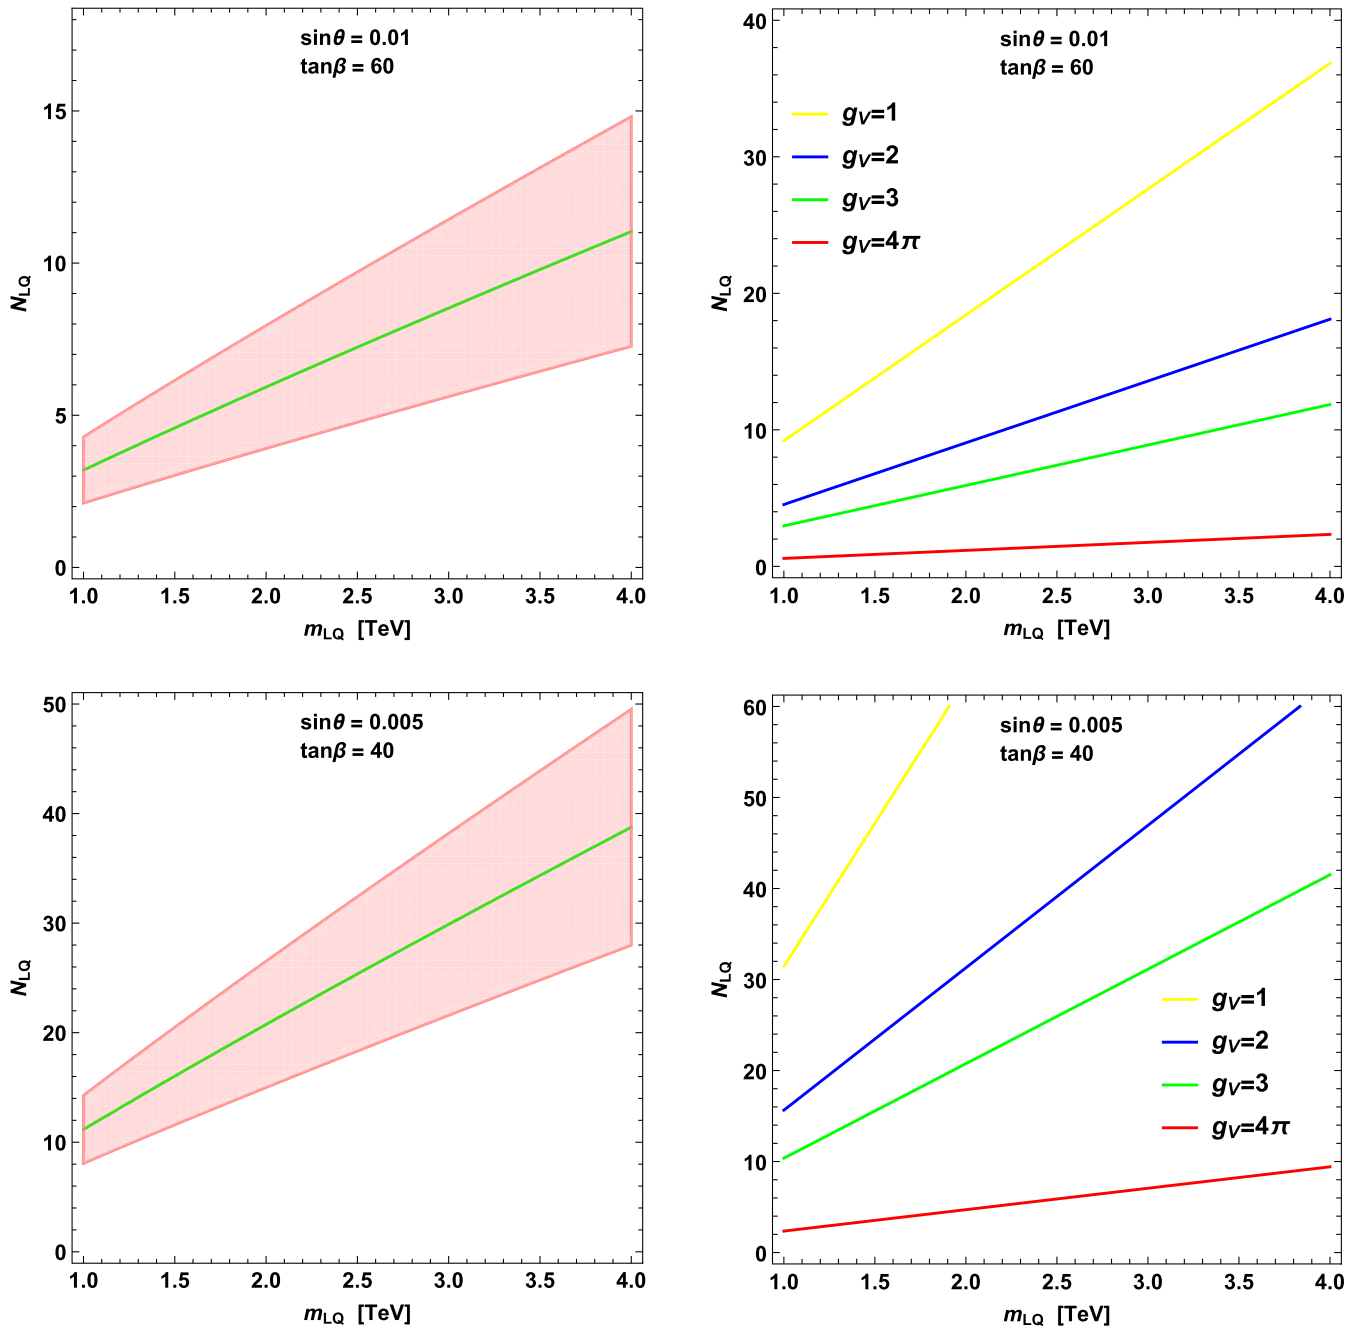 sinθ = 0.01
tanβ = 60
15
10
5
0
N_LQ
1.0 1.5 2.0 2.5 3.0 3.5 4.0
m_LQ [TeV]
sinθ = 0.01
tanβ = 60
g_V=1
g_V=2
g_V=3
g_V=4π
40
30
20
10
0
N_LQ
1.0 1.5 2.0 2.5 3.0 3.5 4.0
m_LQ [TeV]
sinθ = 0.005
tanβ = 40
50
40
30
20
10
0
N_LQ
1.0 1.5 2.0 2.5 3.0 3.5 4.0
m_LQ [TeV]
sinθ = 0.005
tanβ = 40
60
50
40
30
20
10
0
N_LQ
g_V=1
g_V=2
g_V=3
g_V=4π
1.0 1.5 2.0 2.5 3.0 3.5 4.0
m_LQ [TeV]